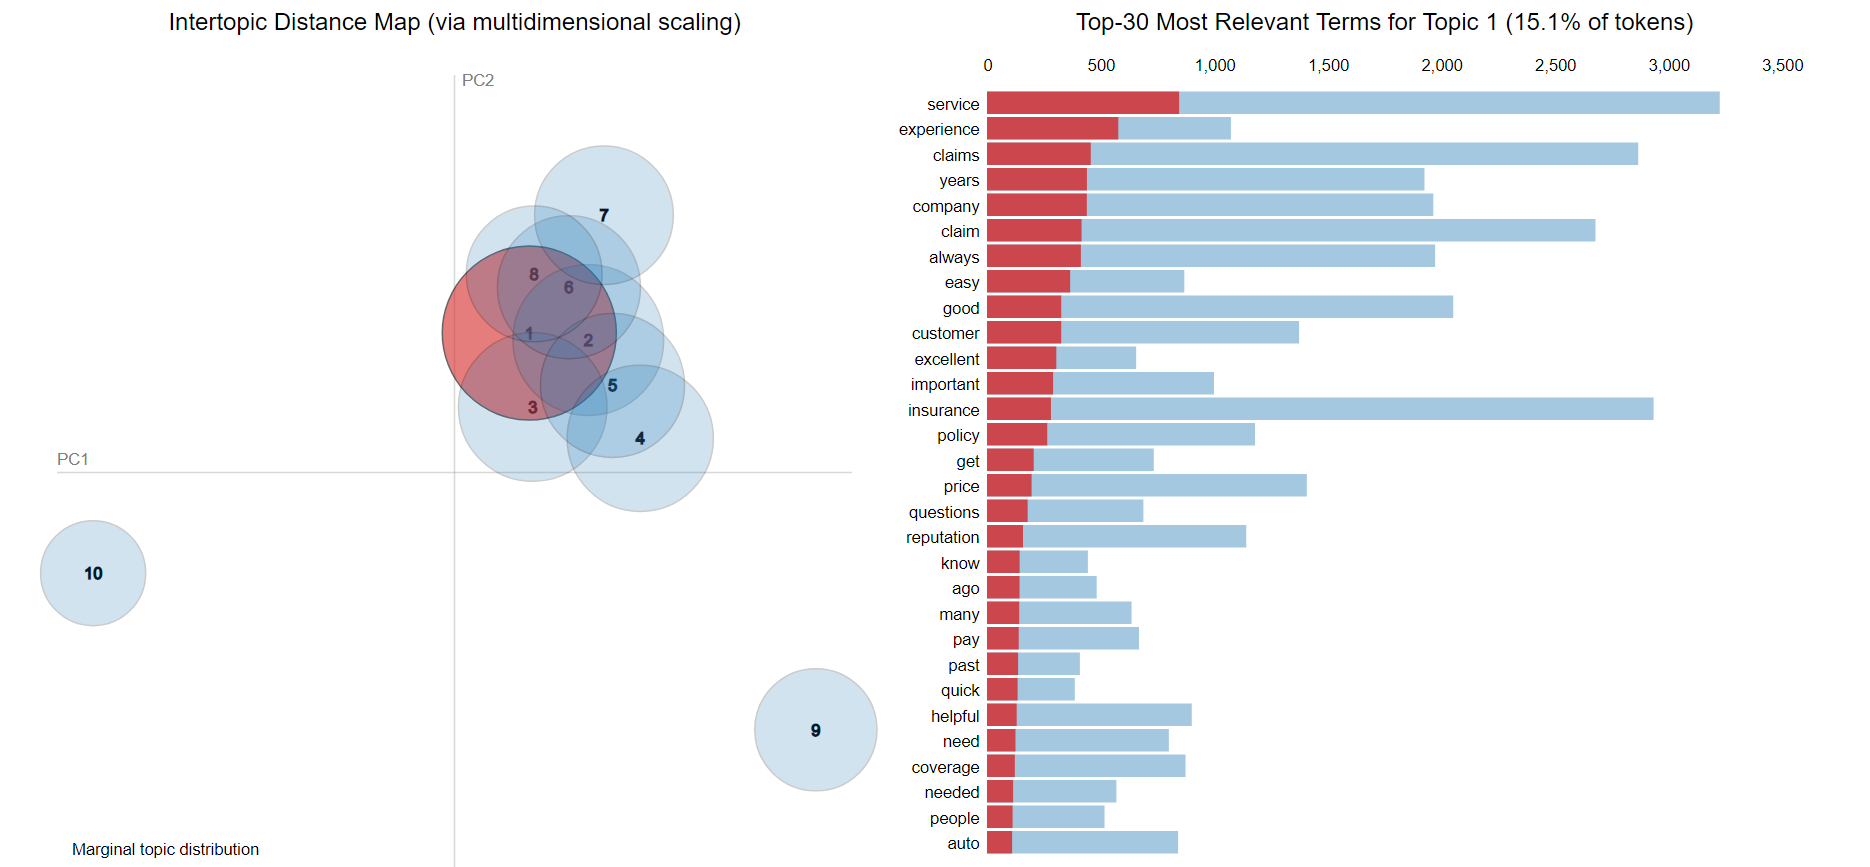 Intertopic Distance Map (via multidimensional scaling)
PC2
7
8
6
1
2
5
3
4
PC1
10
9
Marginal topic distribution
Top-30 Most Relevant Terms for Topic 1 (15.1% of tokens)
0 500 1,000 1,500 2,000 2,500 3,000 3,500
service
experience
claims
years
company
claim
always
easy
good
customer
excellent
important
insurance
policy
get
price
questions
reputation
know
ago
many
pay
past
quick
helpful
need
coverage
needed
people
auto